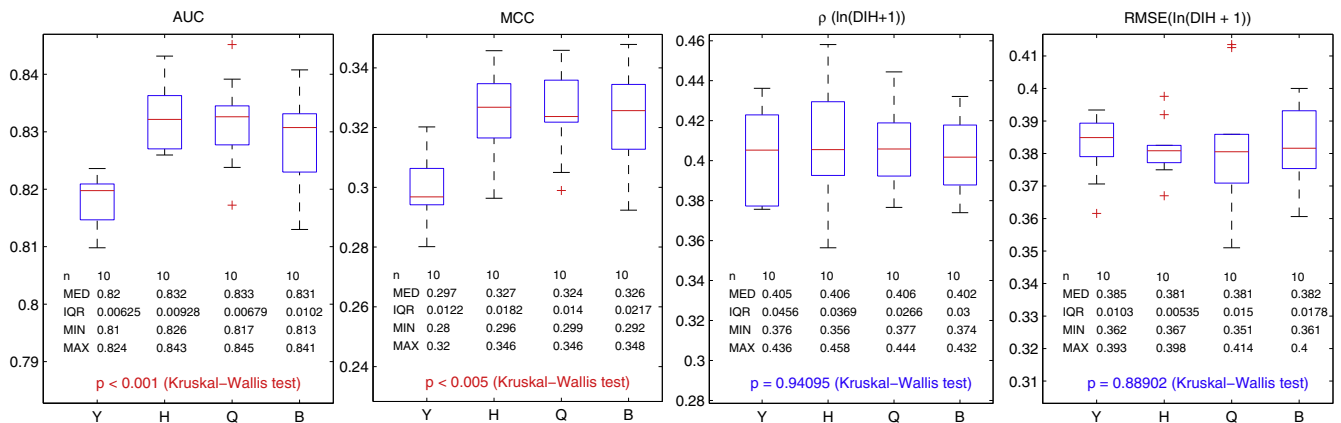 AUC
0.84
0.83
0.82
0.81
0.8
0.79
n 10 10 10 10
MED 0.82 0.832 0.833 0.831
IQR 0.00625 0.00928 0.00679 0.0102
MIN 0.81 0.826 0.817 0.813
MAX 0.824 0.843 0.845 0.841
p < 0.001 (Kruskal−Wallis test)
Y H Q B
MCC
0.34
0.32
0.3
0.28
0.26
0.24
n 10 10 10 10
MED 0.297 0.327 0.324 0.326
IQR 0.0122 0.0182 0.014 0.0217
MIN 0.28 0.296 0.299 0.292
MAX 0.32 0.346 0.346 0.348
p < 0.005 (Kruskal−Wallis test)
Y H Q B
ρ (ln(DIH+1))
0.46
0.44
0.42
0.4
0.38
0.36
0.34
0.32
0.3
0.28
n 10 10 10 10
MED 0.405 0.406 0.406 0.402
IQR 0.0456 0.0369 0.0266 0.03
MIN 0.376 0.356 0.377 0.374
MAX 0.436 0.458 0.444 0.432
p = 0.94095 (Kruskal−Wallis test)
Y H Q B
RMSE(ln(DIH + 1))
0.41
0.4
0.39
0.38
0.37
0.36
0.35
0.34
0.33
0.32
0.31
n 10 10 10 10
MED 0.385 0.381 0.381 0.382
IQR 0.0103 0.00535 0.015 0.0178
MIN 0.362 0.367 0.351 0.361
MAX 0.393 0.398 0.414 0.4
p = 0.88902 (Kruskal−Wallis test)
Y H Q B